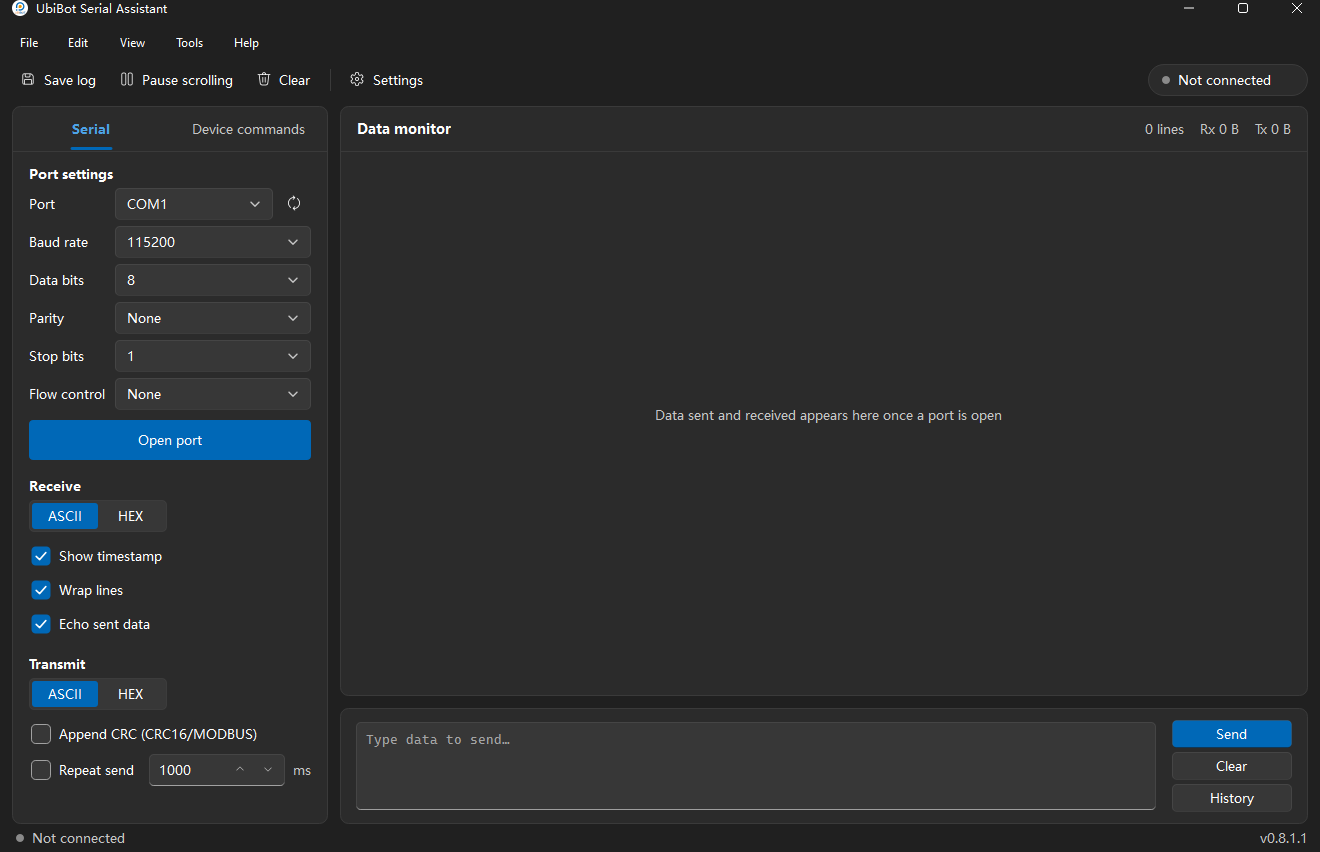 UbiBot Serial Assistant
File Edit View Tools Help
Save log Pause scrolling Clear Settings Not connected
Serial Device commands
Data monitor 0 lines Rx 0 B Tx 0 B
Port settings
Port COM1
Baud rate 115200
Data bits 8
Parity None
Stop bits 1
Flow control None
Open port
Data sent and received appears here once a port is open
Receive
ASCII HEX
Show timestamp
Wrap lines
Echo sent data
Transmit
ASCII HEX
Append CRC (CRC16/MODBUS)
Repeat send 1000 ms
Type data to send…
Send
Clear
History
Not connected v0.8.1.1